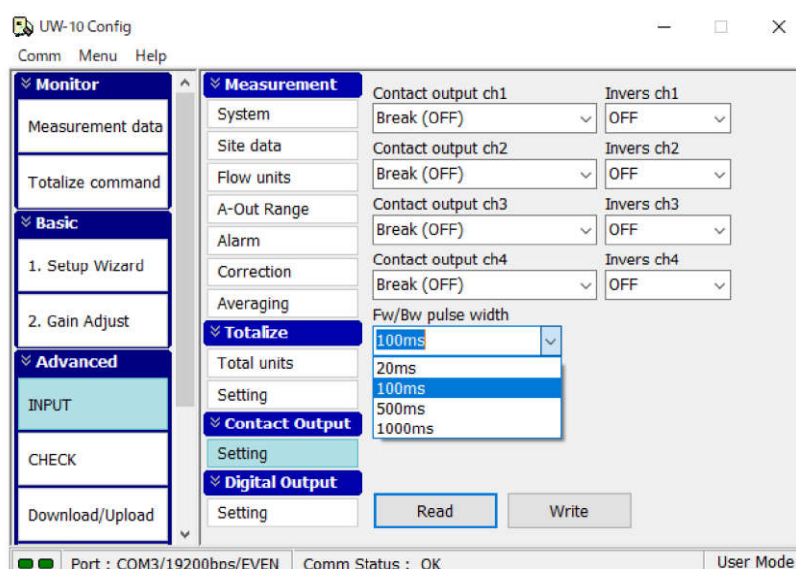 UW-10 Config
Comm Menu Help
Monitor
Measurement data
Totalize command
Basic
1. Setup Wizard
2. Gain Adjust
Advanced
INPUT
CHECK
Download/Upload
Measurement
System
Site data
Flow units
A-Out Range
Alarm
Correction
Averaging
Totalize
Total units
Setting
Contact Output
Setting
Digital Output
Setting
Contact output ch1 Invers ch1
Break (OFF) OFF
Contact output ch2 Invers ch2
Break (OFF) OFF
Contact output ch3 Invers ch3
Break (OFF) OFF
Contact output ch4 Invers ch4
Break (OFF) OFF
Fw/Bw pulse width
100ms
20ms
100ms
500ms
1000ms
Read Write
Port : COM3/19200bps/EVEN Comm Status : OK User Mode